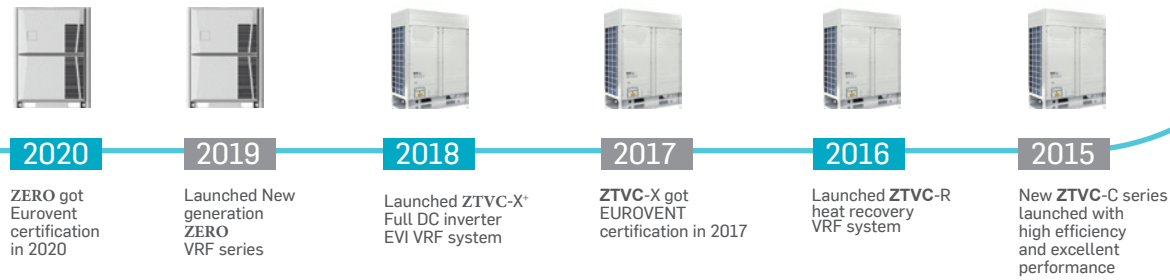 2020
ZERO got
Eurovent
certification
in 2020
2019
Launched New
generation
ZERO
VRF series
2018
Launched ZTVC-X⁺
Full DC inverter
EVI VRF system
2017
ZTVC-X got
EUROVENT
certification in 2017
2016
Launched ZTVC-R
heat recovery
VRF system
2015
New ZTVC-C series
launched with
high efficiency
and excellent
performance